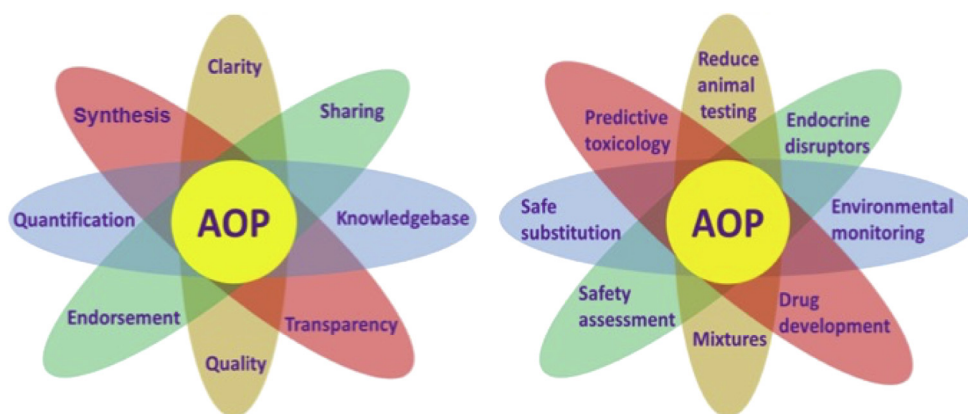 Clarity
Synthesis
Sharing
Quantification
AOP
Knowledgebase
Endorsement
Transparency
Quality
Reduce
animal
testing
Predictive
toxicology
Endocrine
disruptors
Safe
substitution
AOP
Environmental
monitoring
Safety
assessment
Drug
development
Mixtures